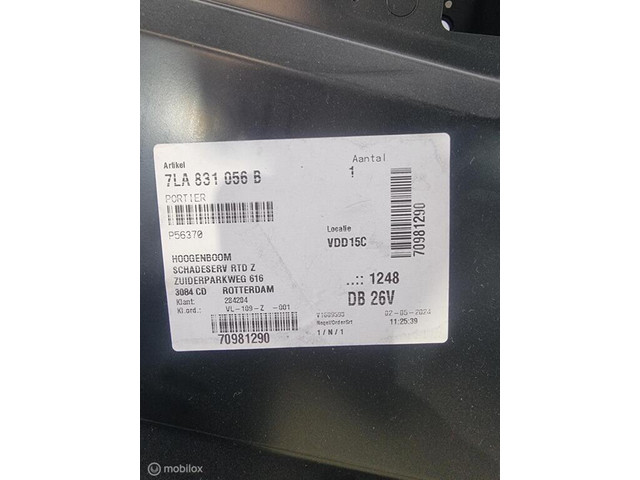 Artikel
7LA 831 056 B
Aantal
1
PORTIER
P56370
Locatie
VDD15C
70981290
HOOGENBOOM
SCHADESERV RTD Z
ZUIDERPARKWEG 616
3084 CD ROTTERDAM
Klant 204204
Kl.ord.: VL-109-Z -001
70981290
..:: 1248
DB 26V
11:25:39
1/N/1
mobilox